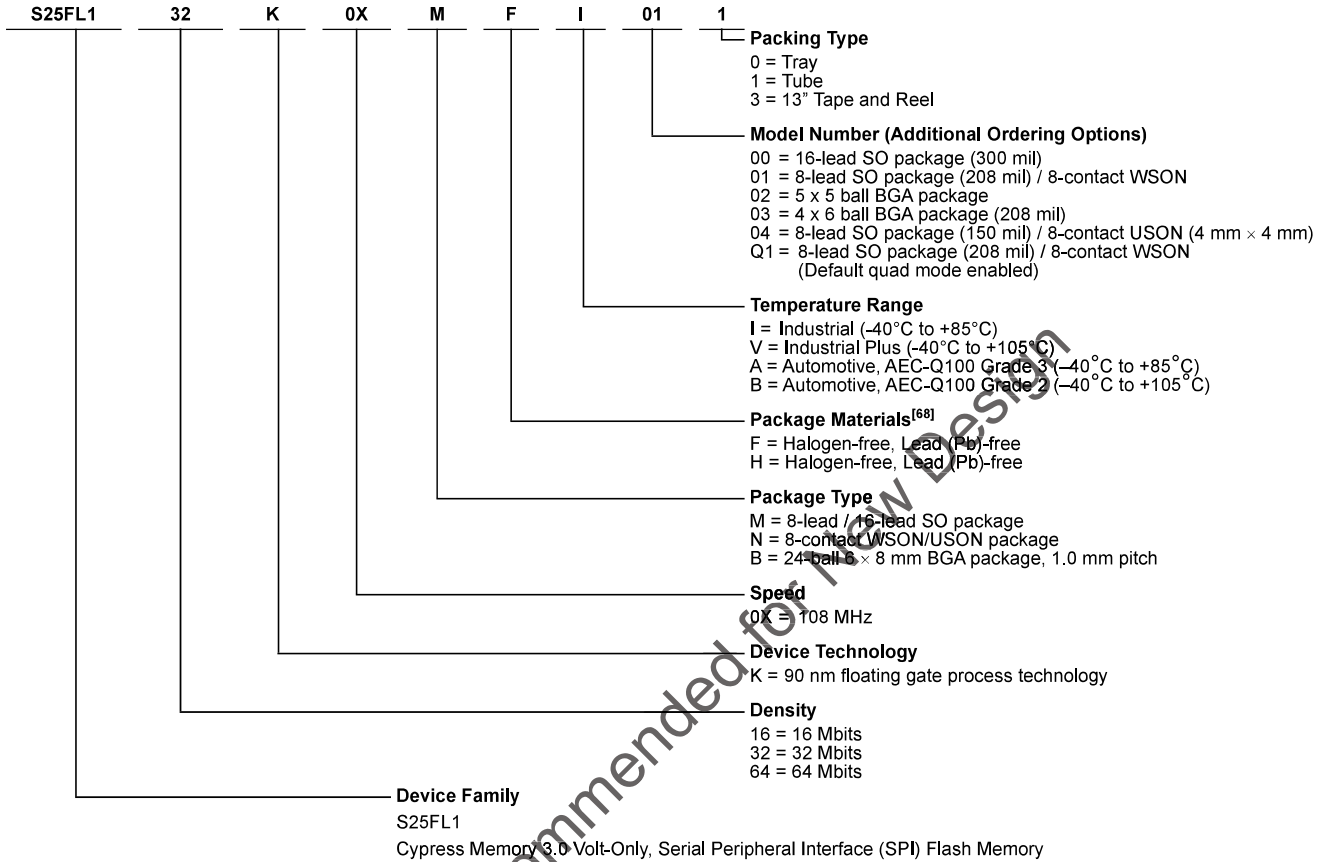 S25FL1 32 K 0X M F I 01 1
Packing Type
0 = Tray
1 = Tube
3 = 13" Tape and Reel
Model Number (Additional Ordering Options)
00 = 16-lead SO package (300 mil)
01 = 8-lead SO package (208 mil) / 8-contact WSON
02 = 5 x 5 ball BGA package
03 = 4 x 6 ball BGA package (208 mil)
04 = 8-lead SO package (150 mil) / 8-contact USON (4 mm × 4 mm)
Q1 = 8-lead SO package (208 mil) / 8-contact WSON
(Default quad mode enabled)
Temperature Range
I = Industrial (-40°C to +85°C)
V = Industrial Plus (-40°C to +105°C)
A = Automotive, AEC-Q100 Grade 3 (–40°C to +85°C)
B = Automotive, AEC-Q100 Grade 2 (–40°C to +105°C)
Package Materials[68]
F = Halogen-free, Lead (Pb)-free
H = Halogen-free, Lead (Pb)-free
Package Type
M = 8-lead / 16-lead SO package
N = 8-contact WSON/USON package
B = 24-ball 6 × 8 mm BGA package, 1.0 mm pitch
Speed
0X = 108 MHz
Device Technology
K = 90 nm floating gate process technology
Density
16 = 16 Mbits
32 = 32 Mbits
64 = 64 Mbits
Device Family
S25FL1
Cypress Memory 3.0 Volt-Only, Serial Peripheral Interface (SPI) Flash Memory
ommended for New Design